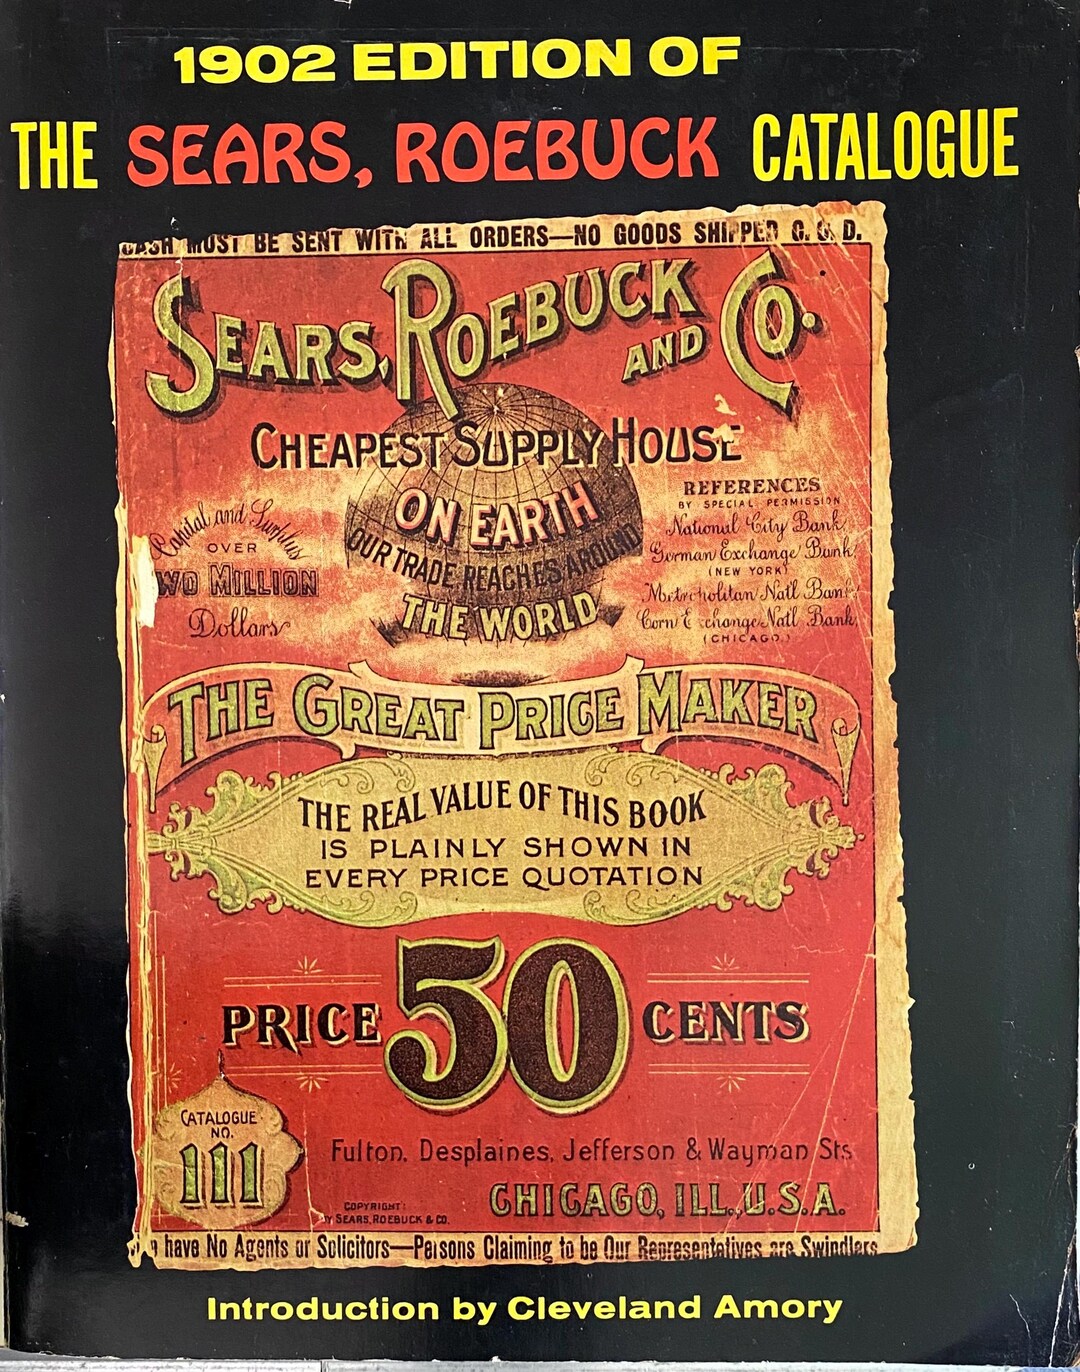 1902 EDITION OF
THE SEARS, ROEBUCK CATALOGUE
CASH MUST BE SENT WITH ALL ORDERS—NO GOODS SHIPPED C. O. D.
SEARS, ROEBUCK AND CO.
CHEAPEST SUPPLY HOUSE
ON EARTH
OUR TRADE REACHES AROUND
THE WORLD
Capital and Surplus
OVER
TWO MILLION
Dollars
REFERENCES
BY SPECIAL PERMISSION
National City Bank
German Exchange Bank
(NEW YORK)
Metropolitan Nat'l Bank
Corn Exchange Nat'l Bank
(CHICAGO.)
THE GREAT PRICE MAKER
THE REAL VALUE OF THIS BOOK
IS PLAINLY SHOWN IN
EVERY PRICE QUOTATION
PRICE 50 CENTS
CATALOGUE
NO.
111
Fulton, Desplaines, Jefferson & Wayman Sts
CHICAGO, ILL., U.S.A.
COPYRIGHT:
BY SEARS, ROEBUCK & CO.
have No Agents or Solicitors—Persons Claiming to be Our Representatives are Swindlers
Introduction by Cleveland Amory